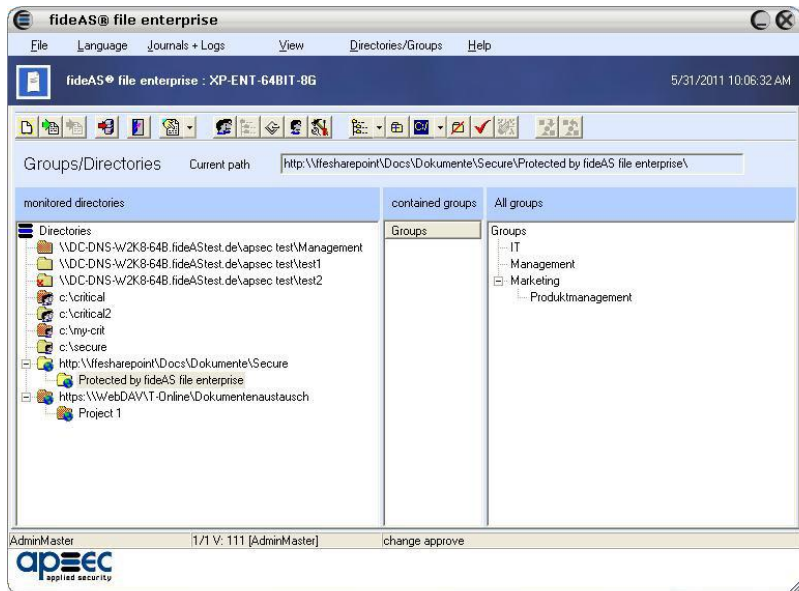 fideAS® file enterprise
File Language Journals + Logs View Directories/Groups Help
fideAS® file enterprise : XP-ENT-64BIT-8G 5/31/2011 10:06:32 AM
Groups/Directories Current path http:\\ffesharepoint\Docs\Dokumente\Secure\Protected by fideAS file enterprise\
monitored directories contained groups All groups
Directories
\\DC-DNS-W2K8-64B.fideAStest.de\apsec test\Management
\\DC-DNS-W2K8-64B.fideAStest.de\apsec test\test1
\\DC-DNS-W2K8-64B.fideAStest.de\apsec test\test2
c:\critical
c:\critical2
c:\my-crit
c:\secure
http:\\ffesharepoint\Docs\Dokumente\Secure
Protected by fideAS file enterprise
https:\\WebDAV\T-Online\Dokumentenaustausch
Project 1
Groups
Groups
IT
Management
Marketing
Produktmanagement
AdminMaster 1/1 V: 111 [AdminMaster] change approve
apsec
applied security